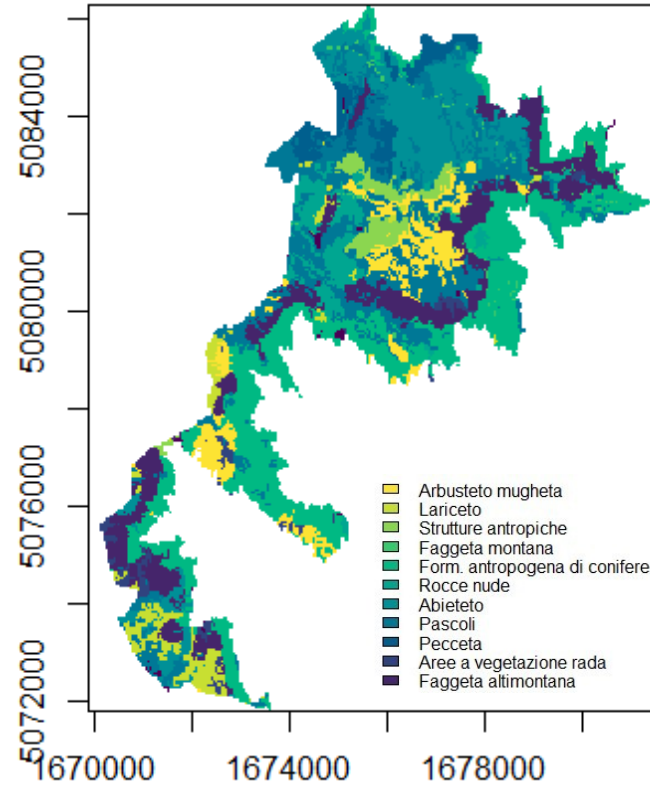 5084000
5080000
5076000
5072000
Arbusteto mugheta
Lariceto
Strutture antropiche
Faggeta montana
Form. antropogena di conifere
Rocce nude
Abieteto
Pascoli
Pecceta
Aree a vegetazione rada
Faggeta altimontana
1670000 1674000 1678000